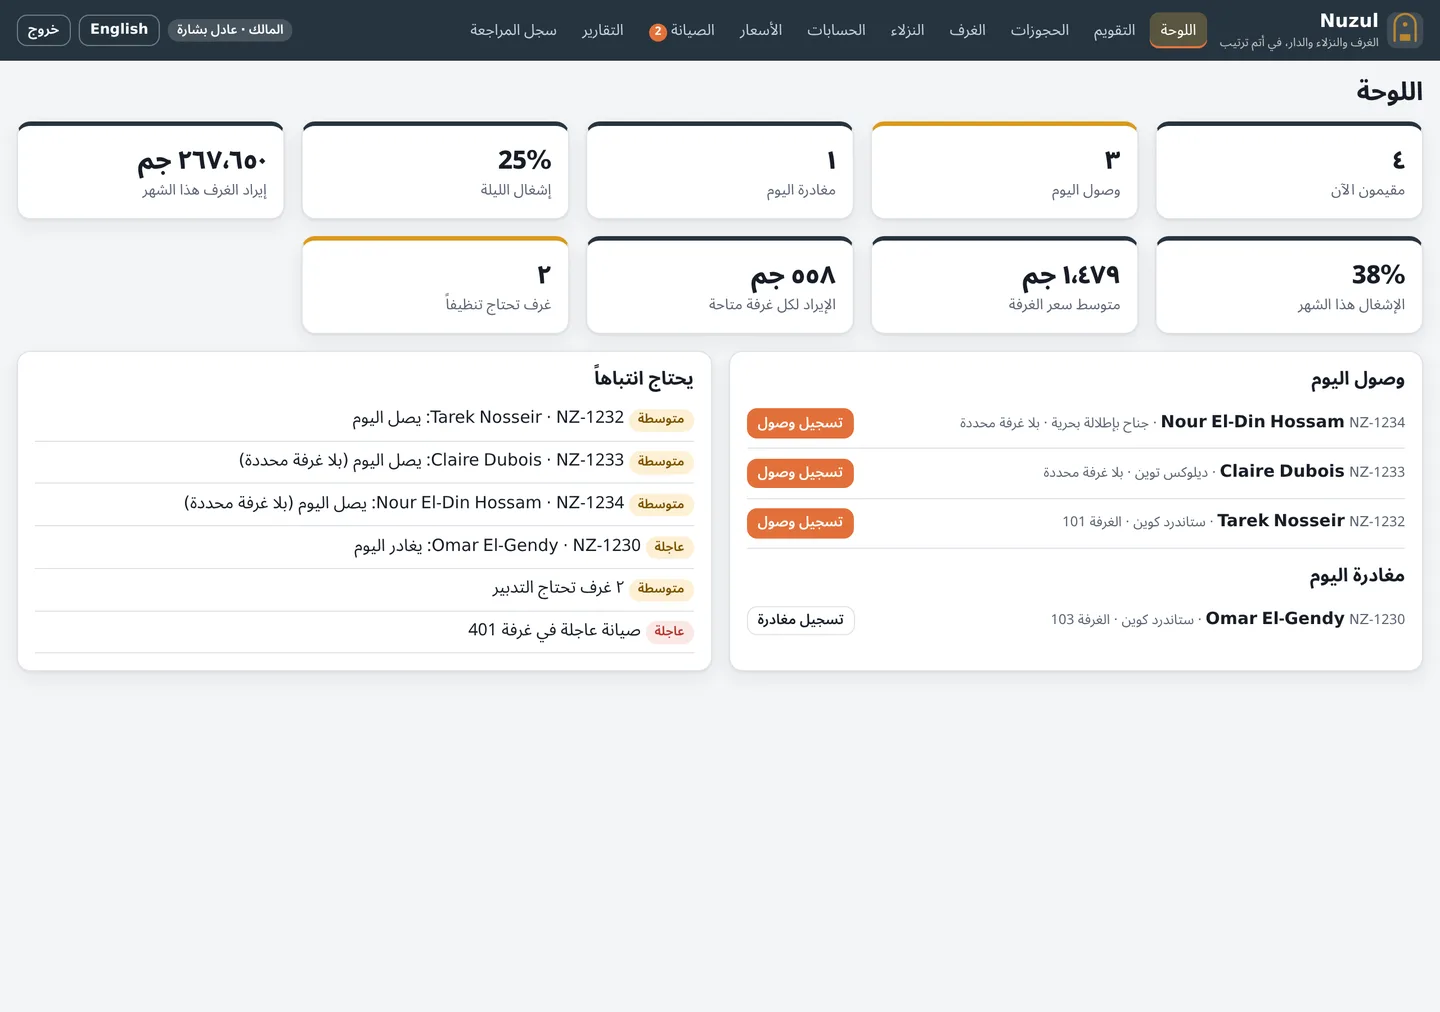 Nuzul
الغرف والنزلاء والدار، في أتم ترتيب
اللوحة
التقويم
الحجوزات
الغرف
النزلاء
الحسابات
الأسعار
الصيانة 2
التقارير
سجل المراجعة
المالك · عادل بشارة
English
خروج
اللوحة
٤
مقيمون الآن
٣
وصول اليوم
١
مغادرة اليوم
25%
إشغال الليلة
٢٦٧،٦٥٠ جم
إيراد الغرف هذا الشهر
38%
الإشغال هذا الشهر
١،٤٧٩ جم
متوسط سعر الغرفة
٥٥٨ جم
الإيراد لكل غرفة متاحة
٢
غرف تحتاج تنظيفاً
وصول اليوم
NZ-1234 Nour El-Din Hossam · جناح بإطلالة بحرية · بلا غرفة محددة
تسجيل وصول
NZ-1233 Claire Dubois · ديلوكس توين · بلا غرفة محددة
تسجيل وصول
NZ-1232 Tarek Nosseir · ستاندرد كوين · الغرفة 101
تسجيل وصول
مغادرة اليوم
NZ-1230 Omar El-Gendy · ستاندرد كوين · الغرفة 103
تسجيل مغادرة
يحتاج انتباهاً
متوسطة Tarek Nosseir · NZ-1232: يصل اليوم
متوسطة Claire Dubois · NZ-1233: يصل اليوم (بلا غرفة محددة)
متوسطة Nour El-Din Hossam · NZ-1234: يصل اليوم (بلا غرفة محددة)
عاجلة Omar El-Gendy · NZ-1230: يغادر اليوم
متوسطة ٢ غرف تحتاج التدبير
عاجلة صيانة عاجلة في غرفة 401